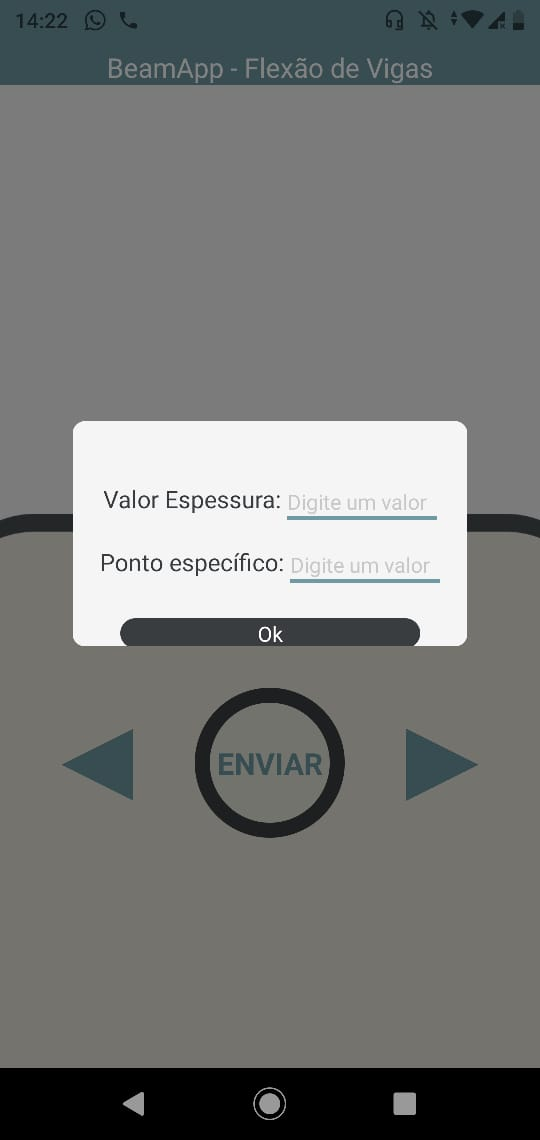 14:22
BeamApp - Flexão de Vigas
Valor Espessura: Digite um valor
Ponto específico: Digite um valor
Ok
ENVIAR